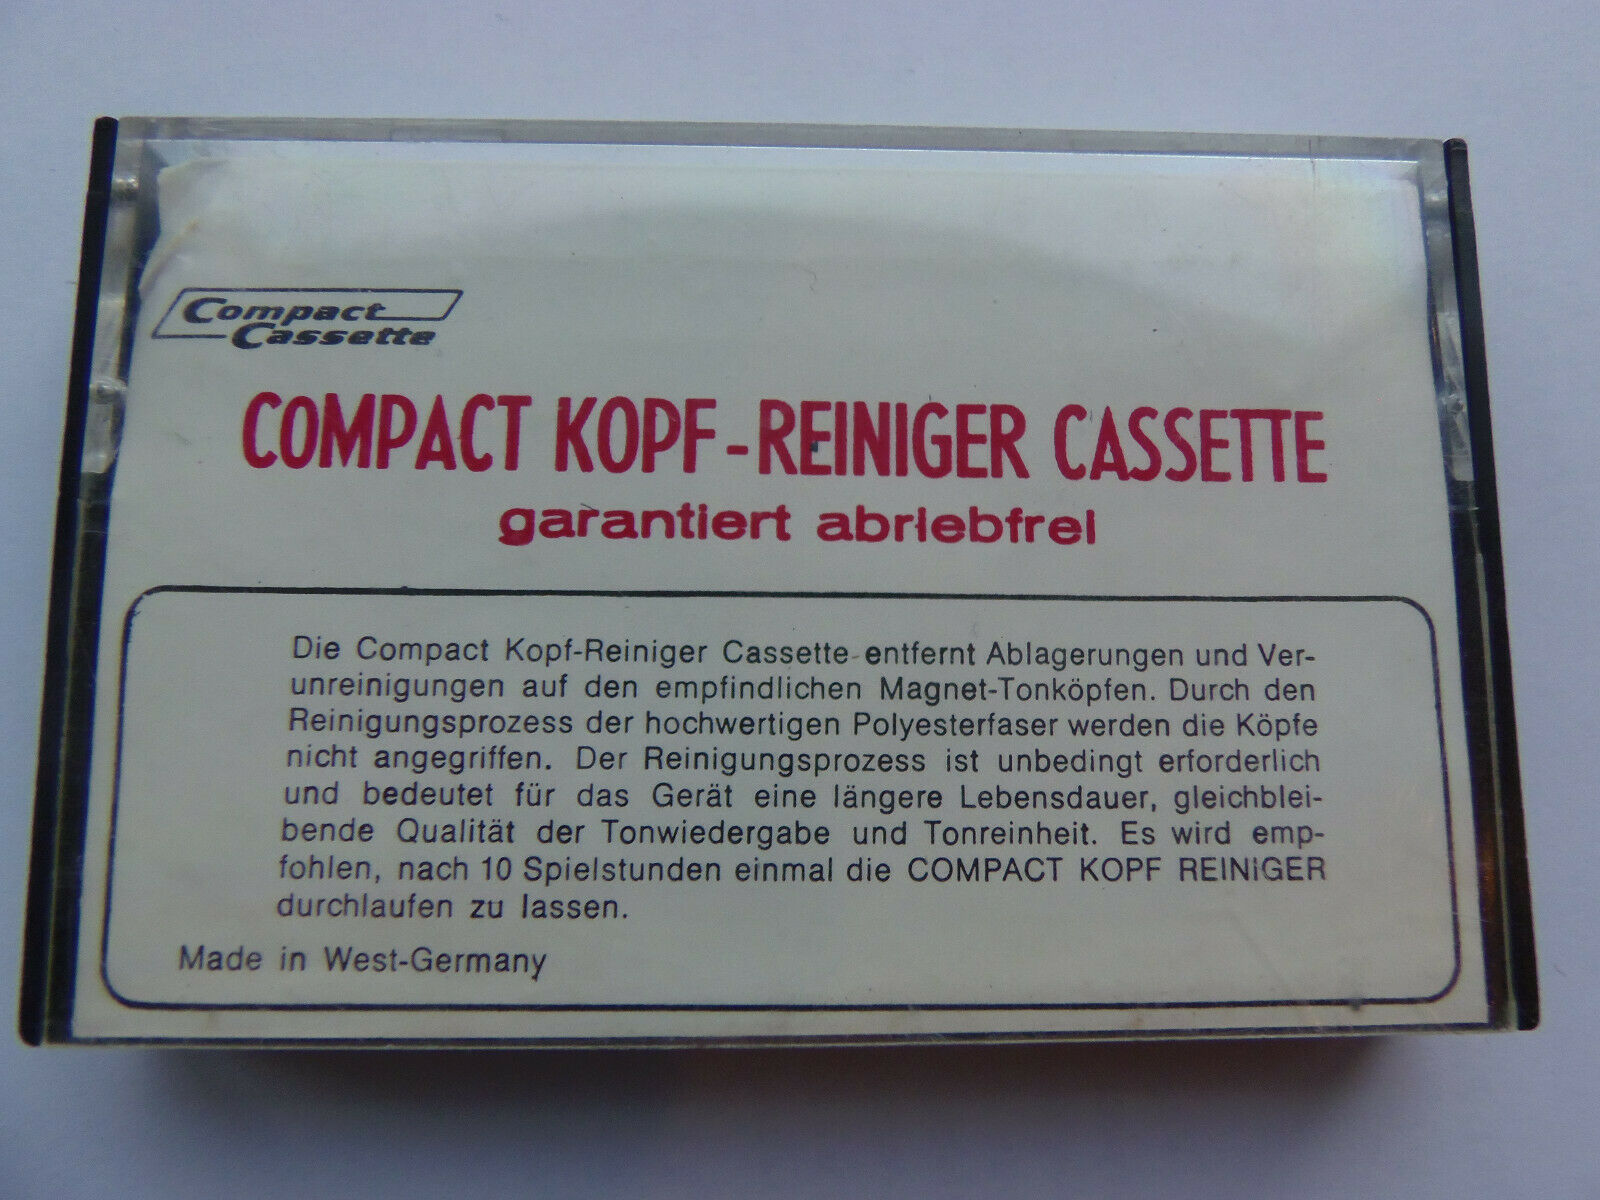 Compact
Cassette
COMPACT KOPF-REINIGER CASSETTE
garantiert abriebfrei
Die Compact Kopf-Reiniger Cassette entfernt Ablagerungen und Ver-
unreinigungen auf den empfindlichen Magnet-Tonköpfen. Durch den
Reinigungsprozess der hochwertigen Polyesterfaser werden die Köpfe
nicht angegriffen. Der Reinigungsprozess ist unbedingt erforderlich
und bedeutet für das Gerät eine längere Lebensdauer, gleichblei-
bende Qualität der Tonwiedergabe und Tonreinheit. Es wird emp-
fohlen, nach 10 Spielstunden einmal die COMPACT KOPF REINIGER
durchlaufen zu lassen.
Made in West-Germany